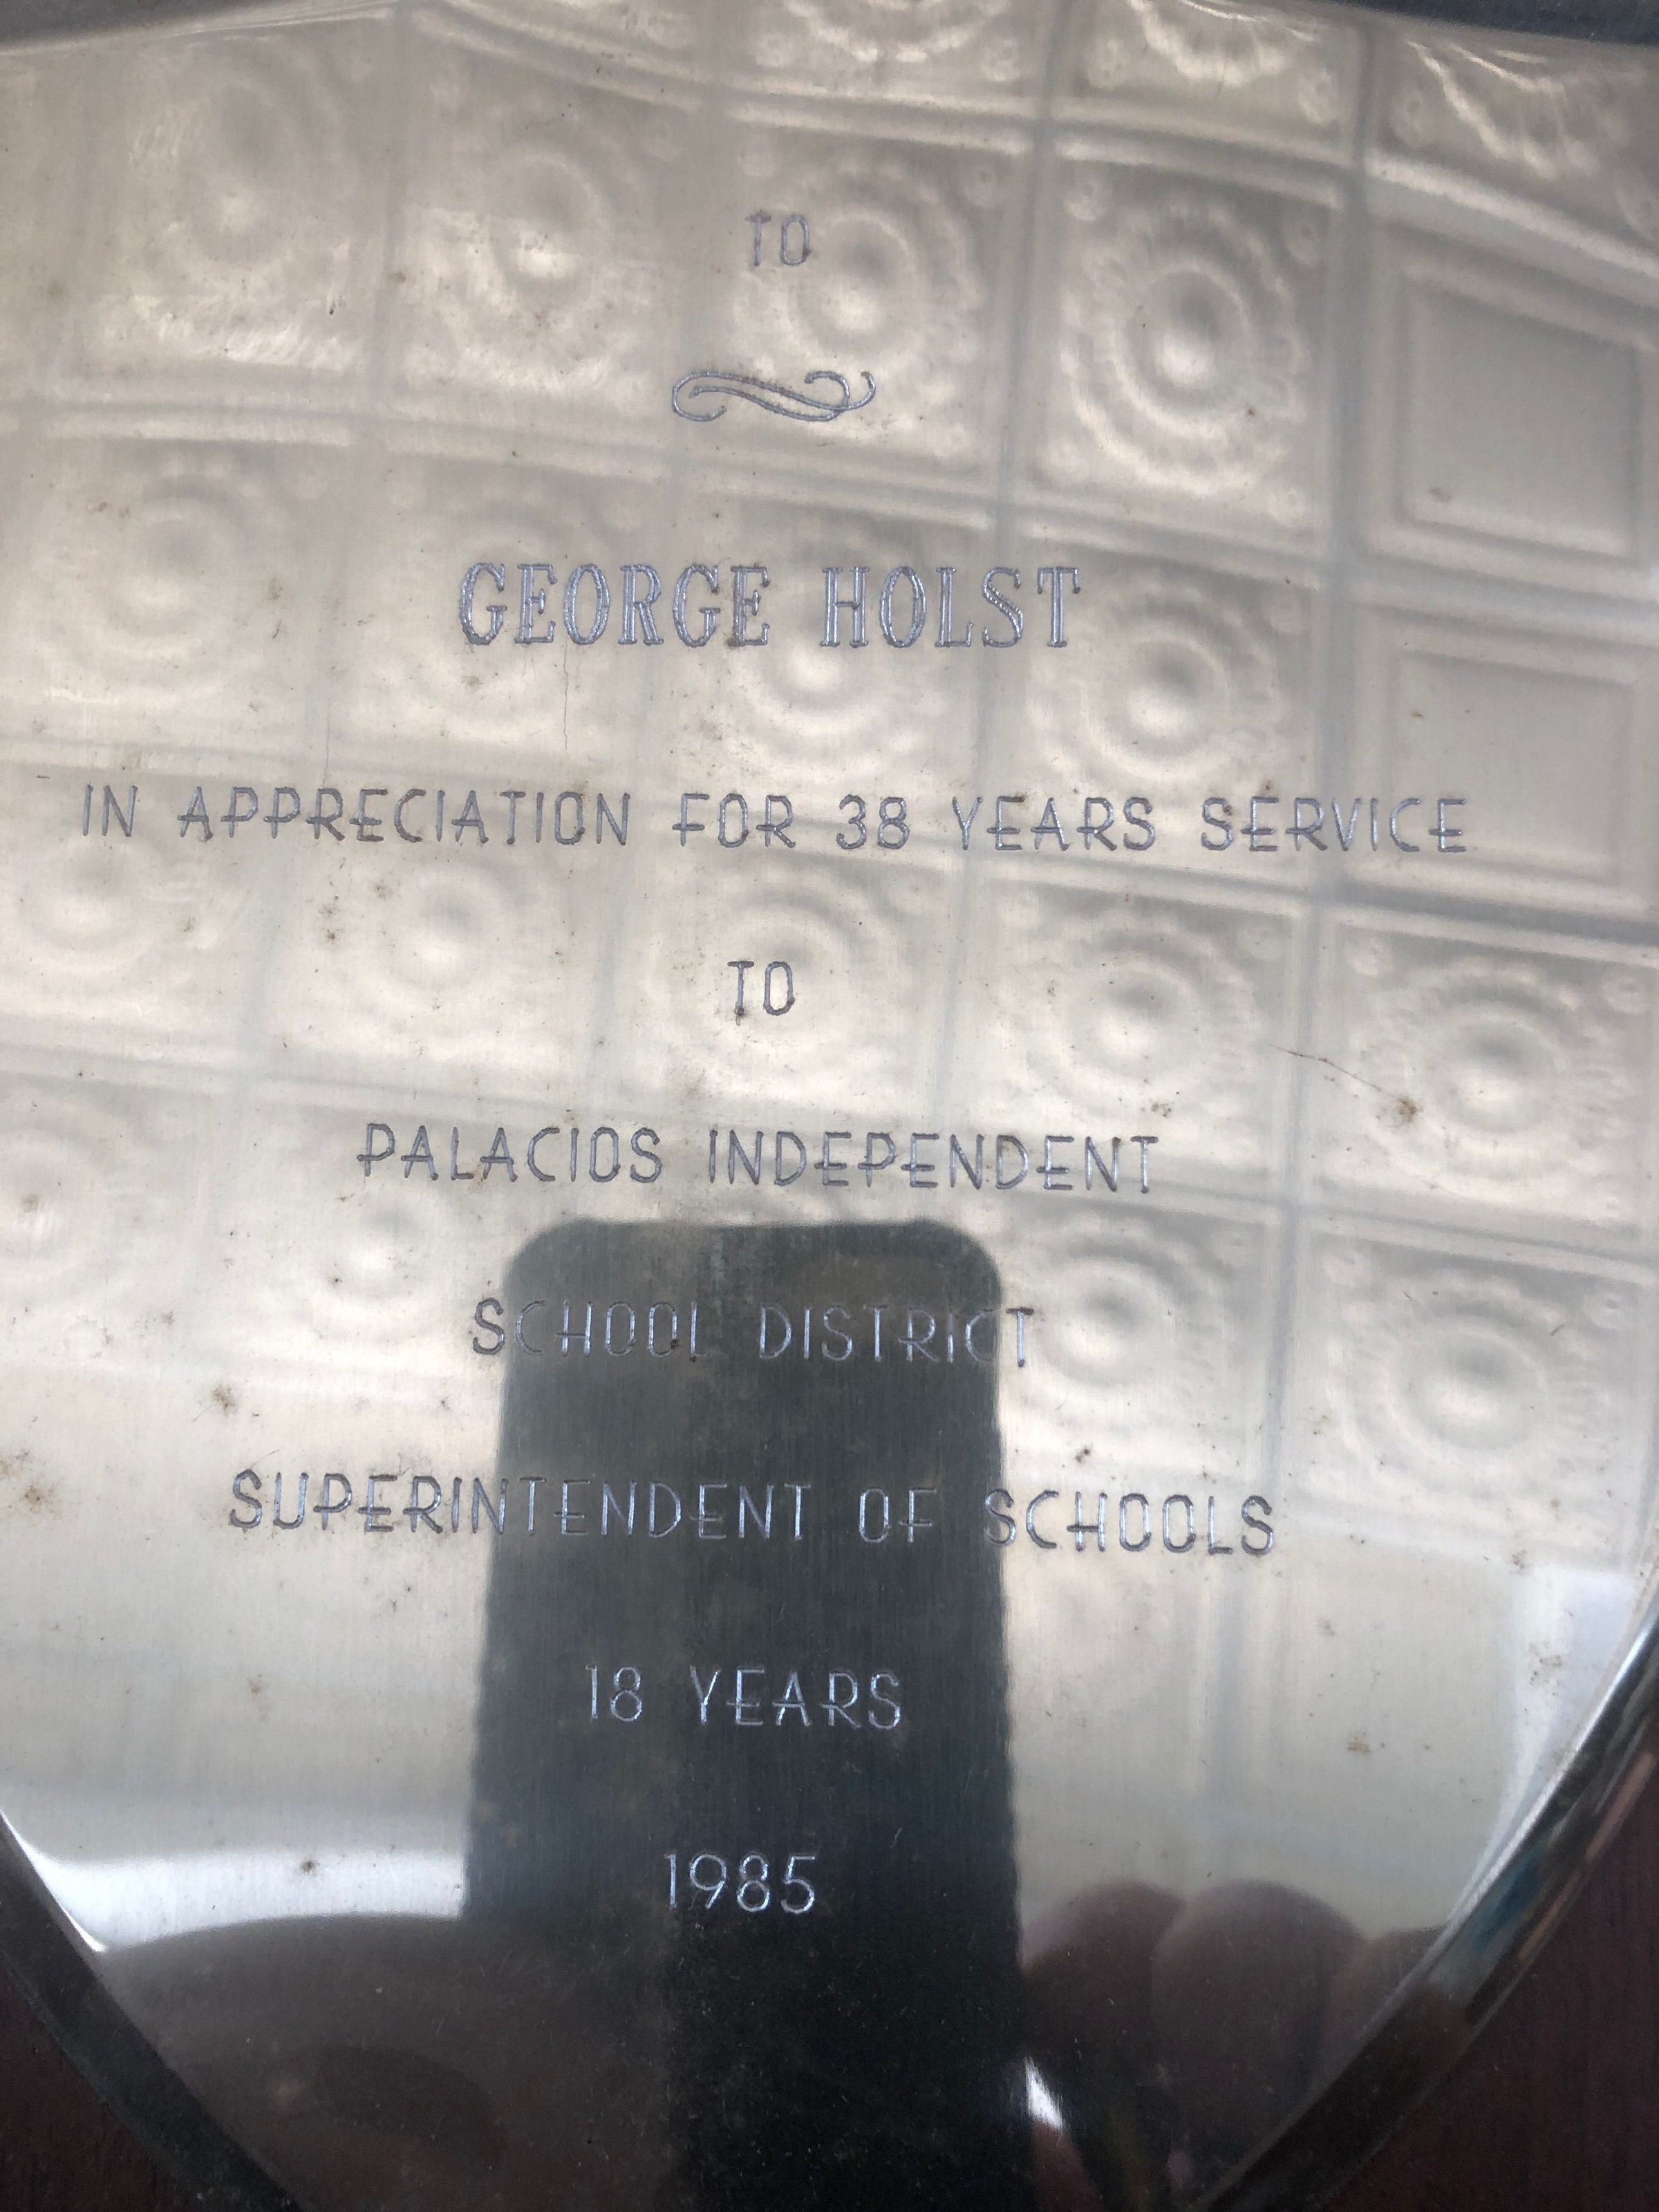 TO
GEORGE HOLST
IN APPRECIATION FOR 38 YEARS SERVICE
TO
PALACIOS INDEPENDENT
SCHOOL DISTRICT
SUPERINTENDENT OF SCHOOLS
18 YEARS
1985